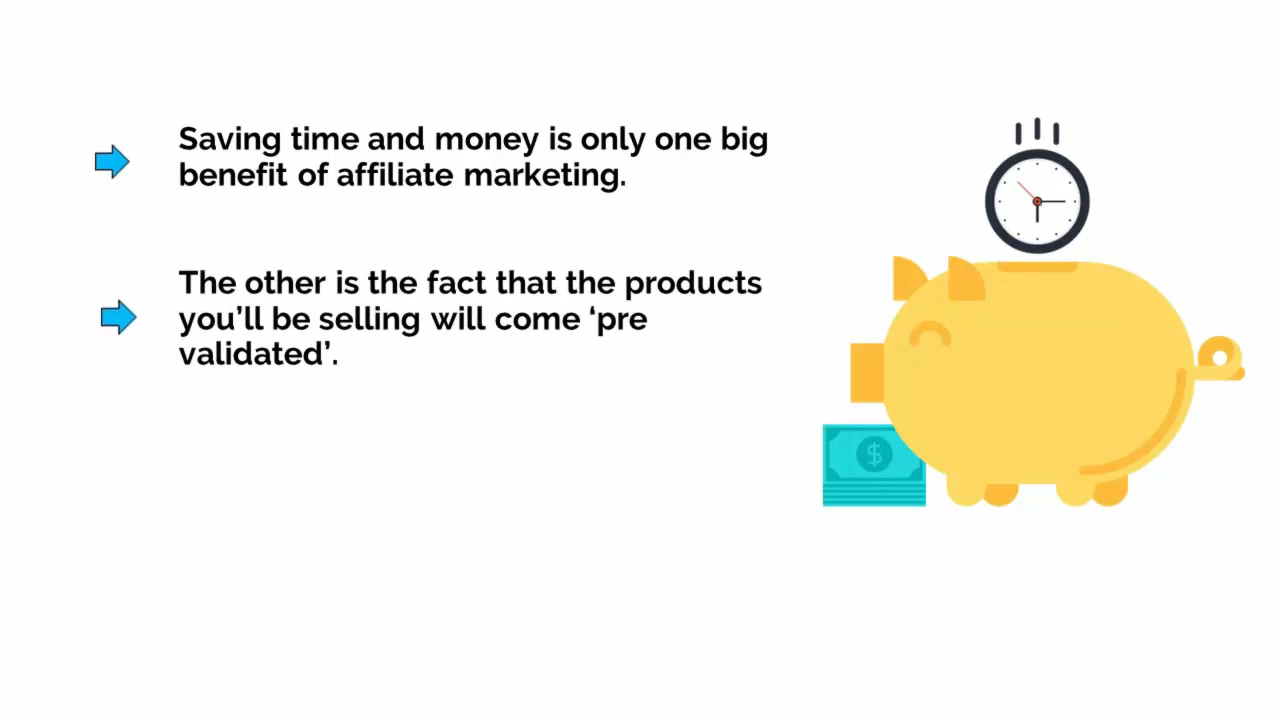 Saving time and money is only one big
benefit of affiliate marketing.
The other is the fact that the products
you’ll be selling will come ‘pre
validated’.
$